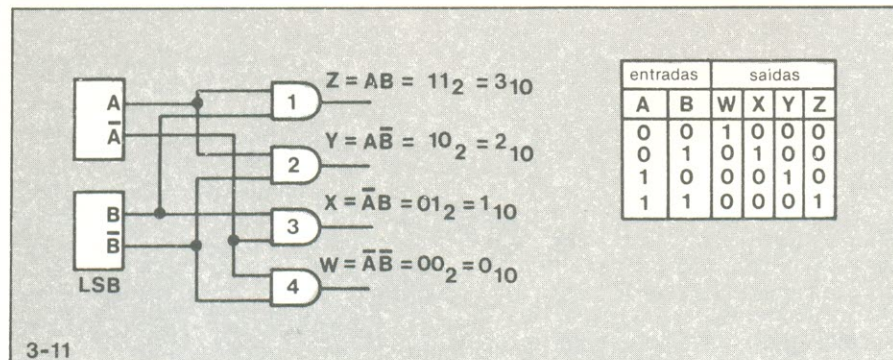 A
A̅
B
B̅
LSB
1
2
3
4
Z = AB = 11₂ = 3₁₀
Y = AB̅ = 10₂ = 2₁₀
X = A̅B = 01₂ = 1₁₀
W = A̅B̅ = 00₂ = 0₁₀
entradas saidas
A B W X Y Z
0 0 1 0 0 0
0 1 0 1 0 0
1 0 0 0 1 0
1 1 0 0 0 1
3-11